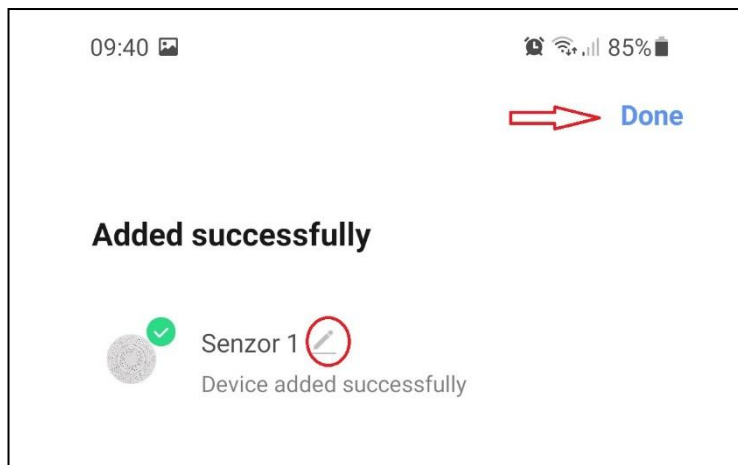 09:40 85%
Done
Added successfully
Senzor 1
Device added successfully